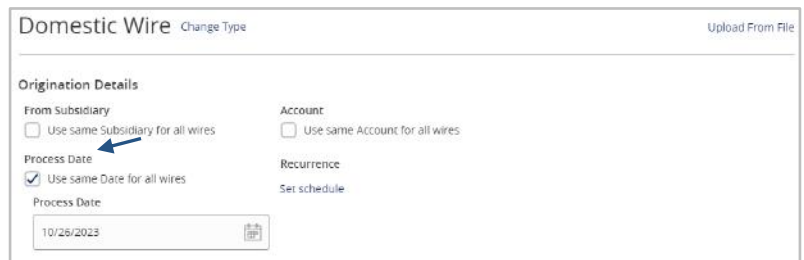 Domestic Wire Change Type
Upload From File
Origination Details
From Subsidiary
Use same Subsidiary for all wires
Account
Use same Account for all wires
Process Date
Use same Date for all wires
Recurrence
Set schedule
Process Date
10/26/2023